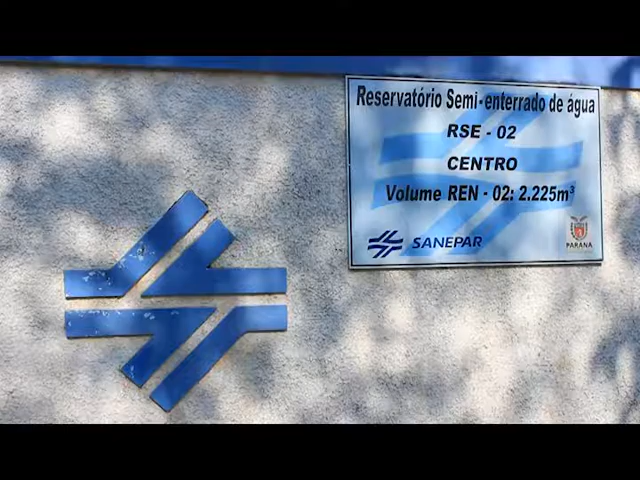 Reservatório Semi-enterrado de água
RSE - 02
CENTRO
Volume REN - 02: 2.225m³
SANEPAR
PARANÁ